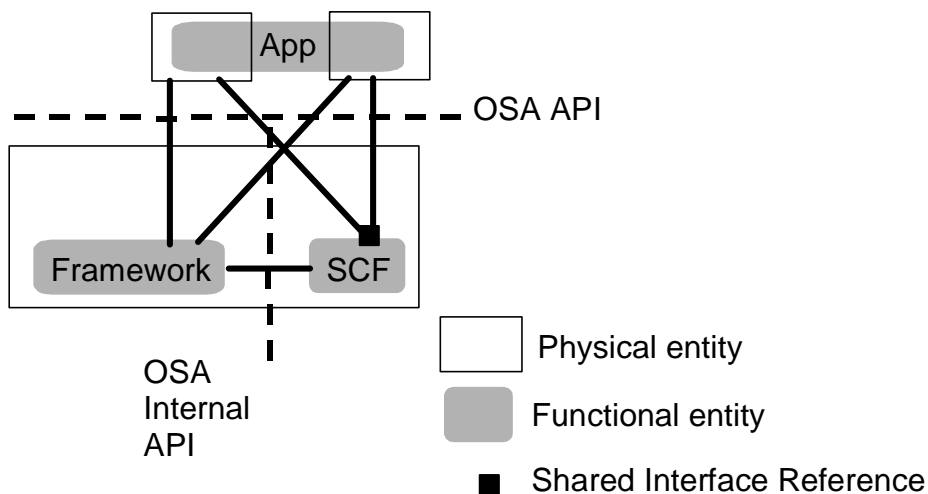 App
OSA API
Framework
SCF
OSA
Internal
API
Physical entity
Functional entity
Shared Interface Reference